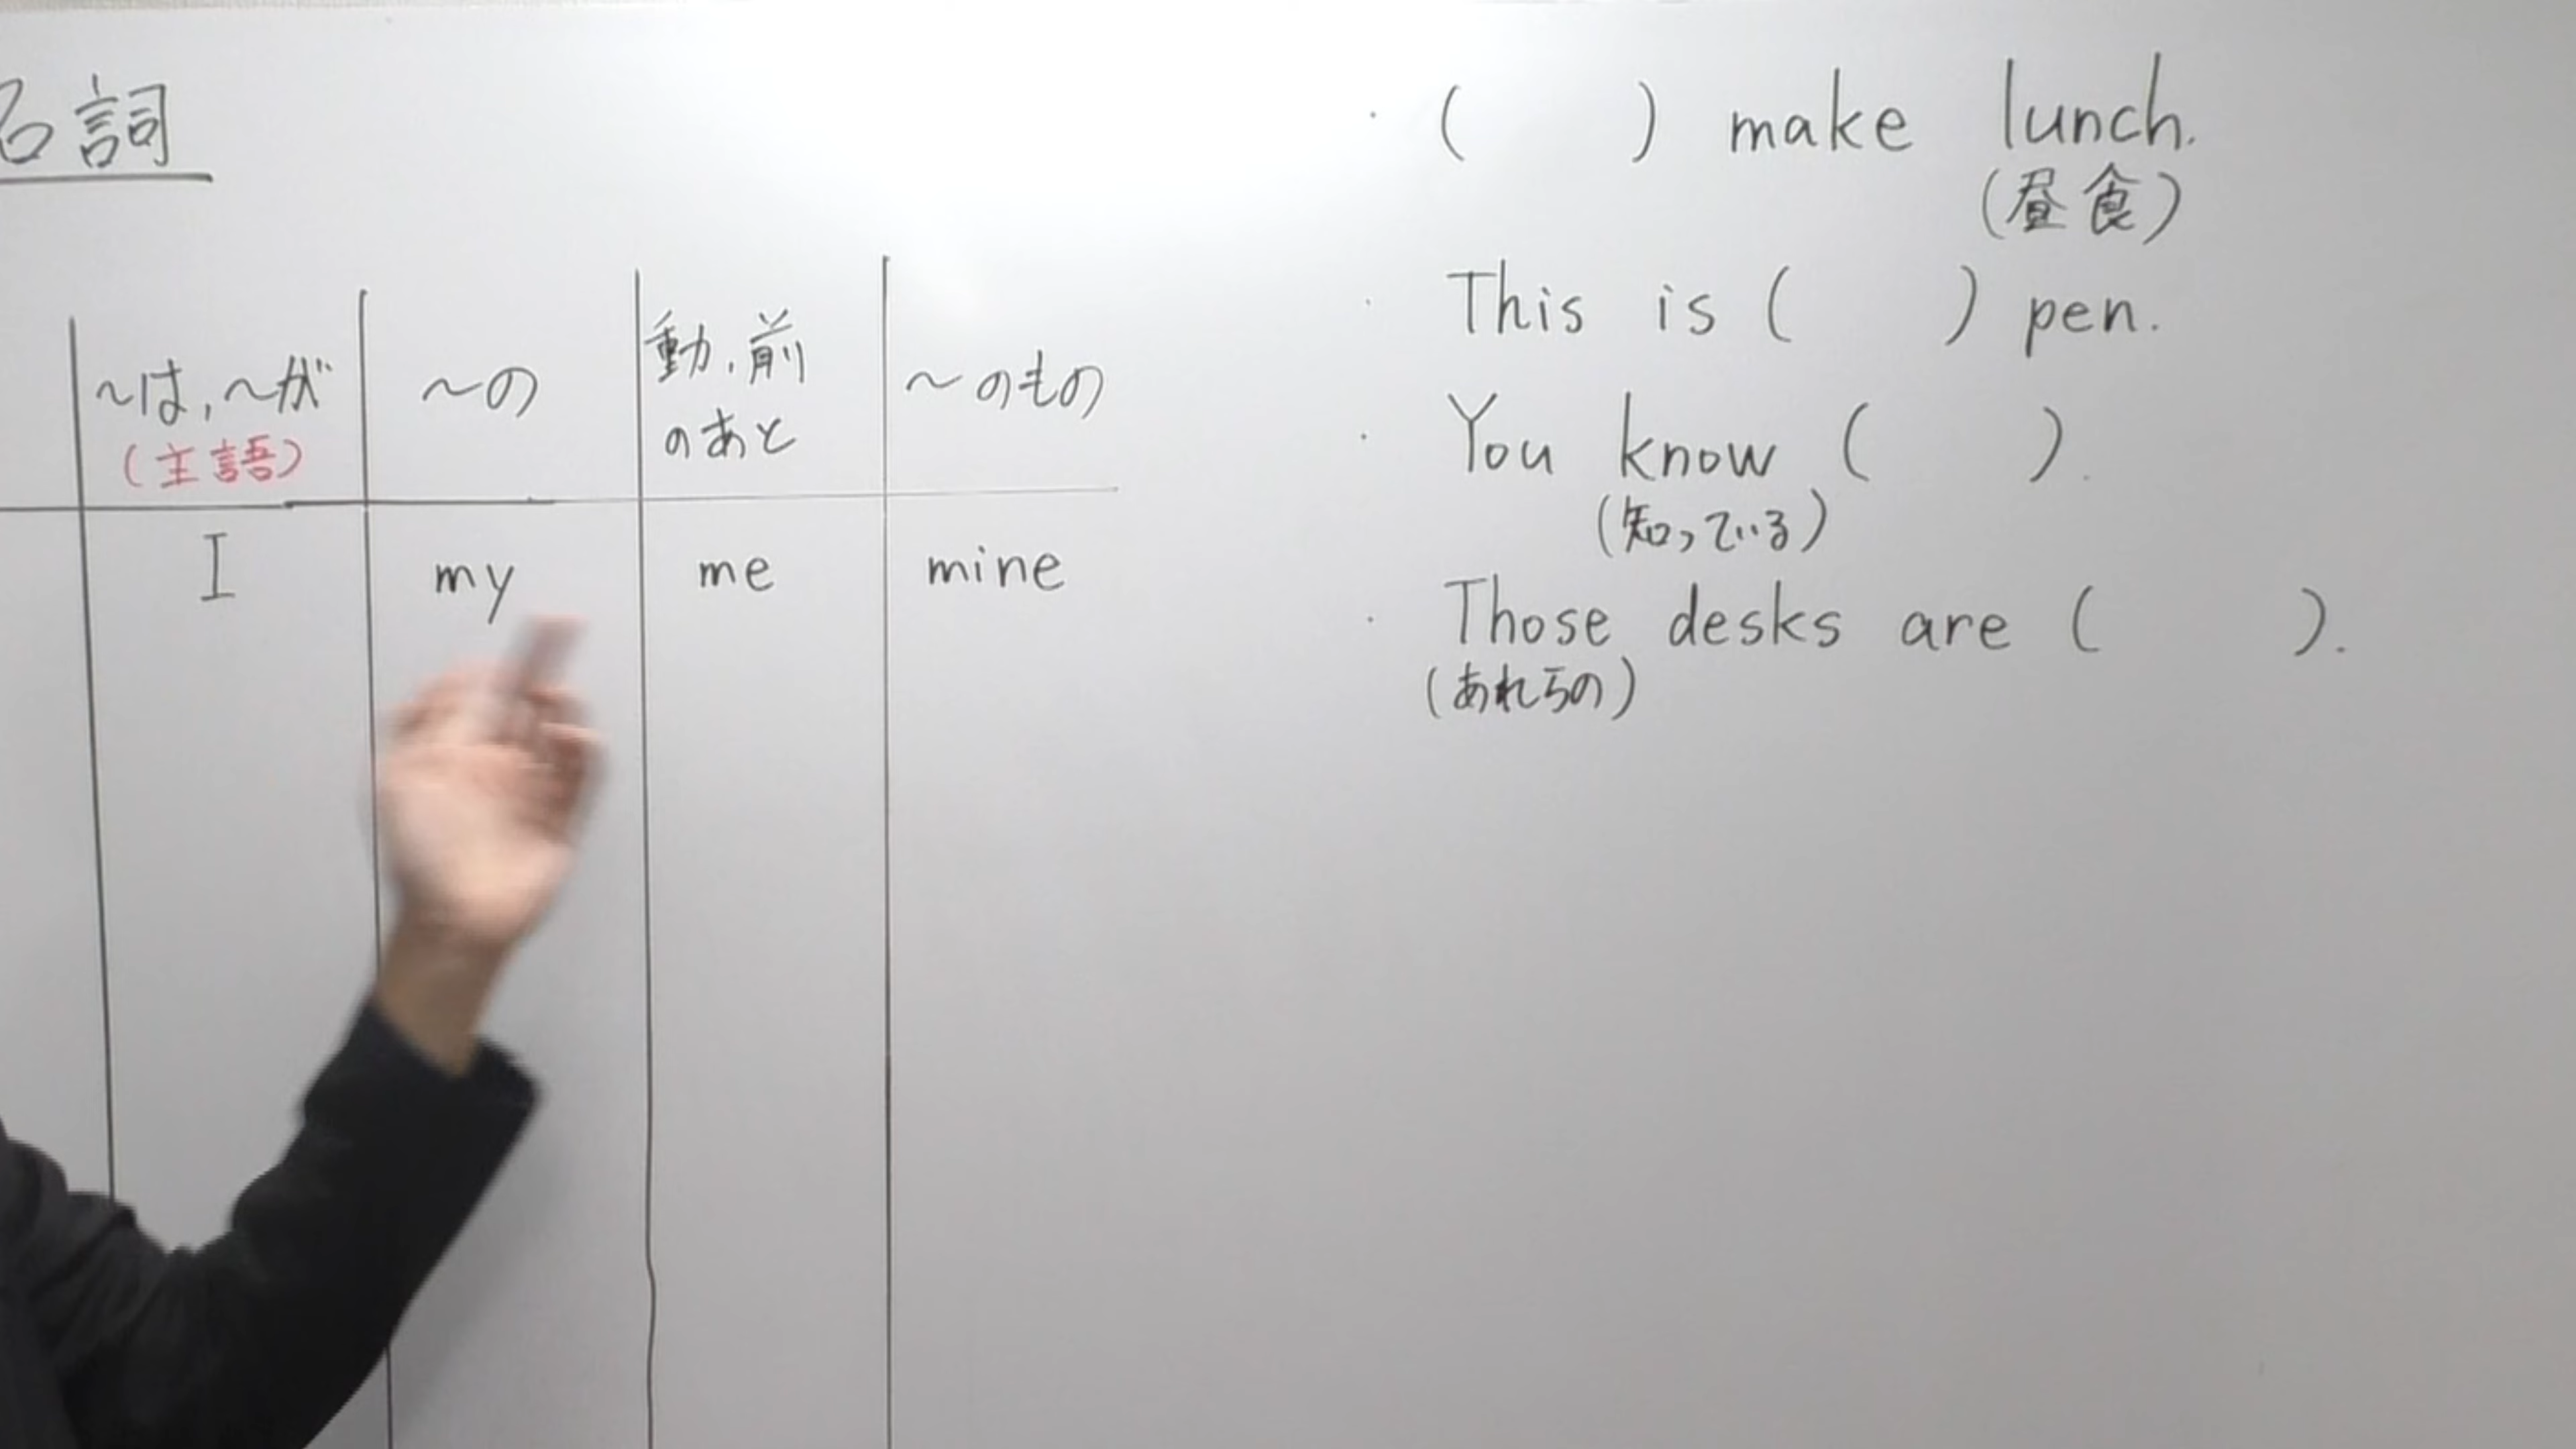 名詞
～は,～が
(主語)
～の
動,前
のあと
～のもの
I
my
me
mine
・( ) make lunch.
(昼食)
・This is ( ) pen.
・You know ( ).
(知っている)
・Those desks are ( ).
(あれらの)